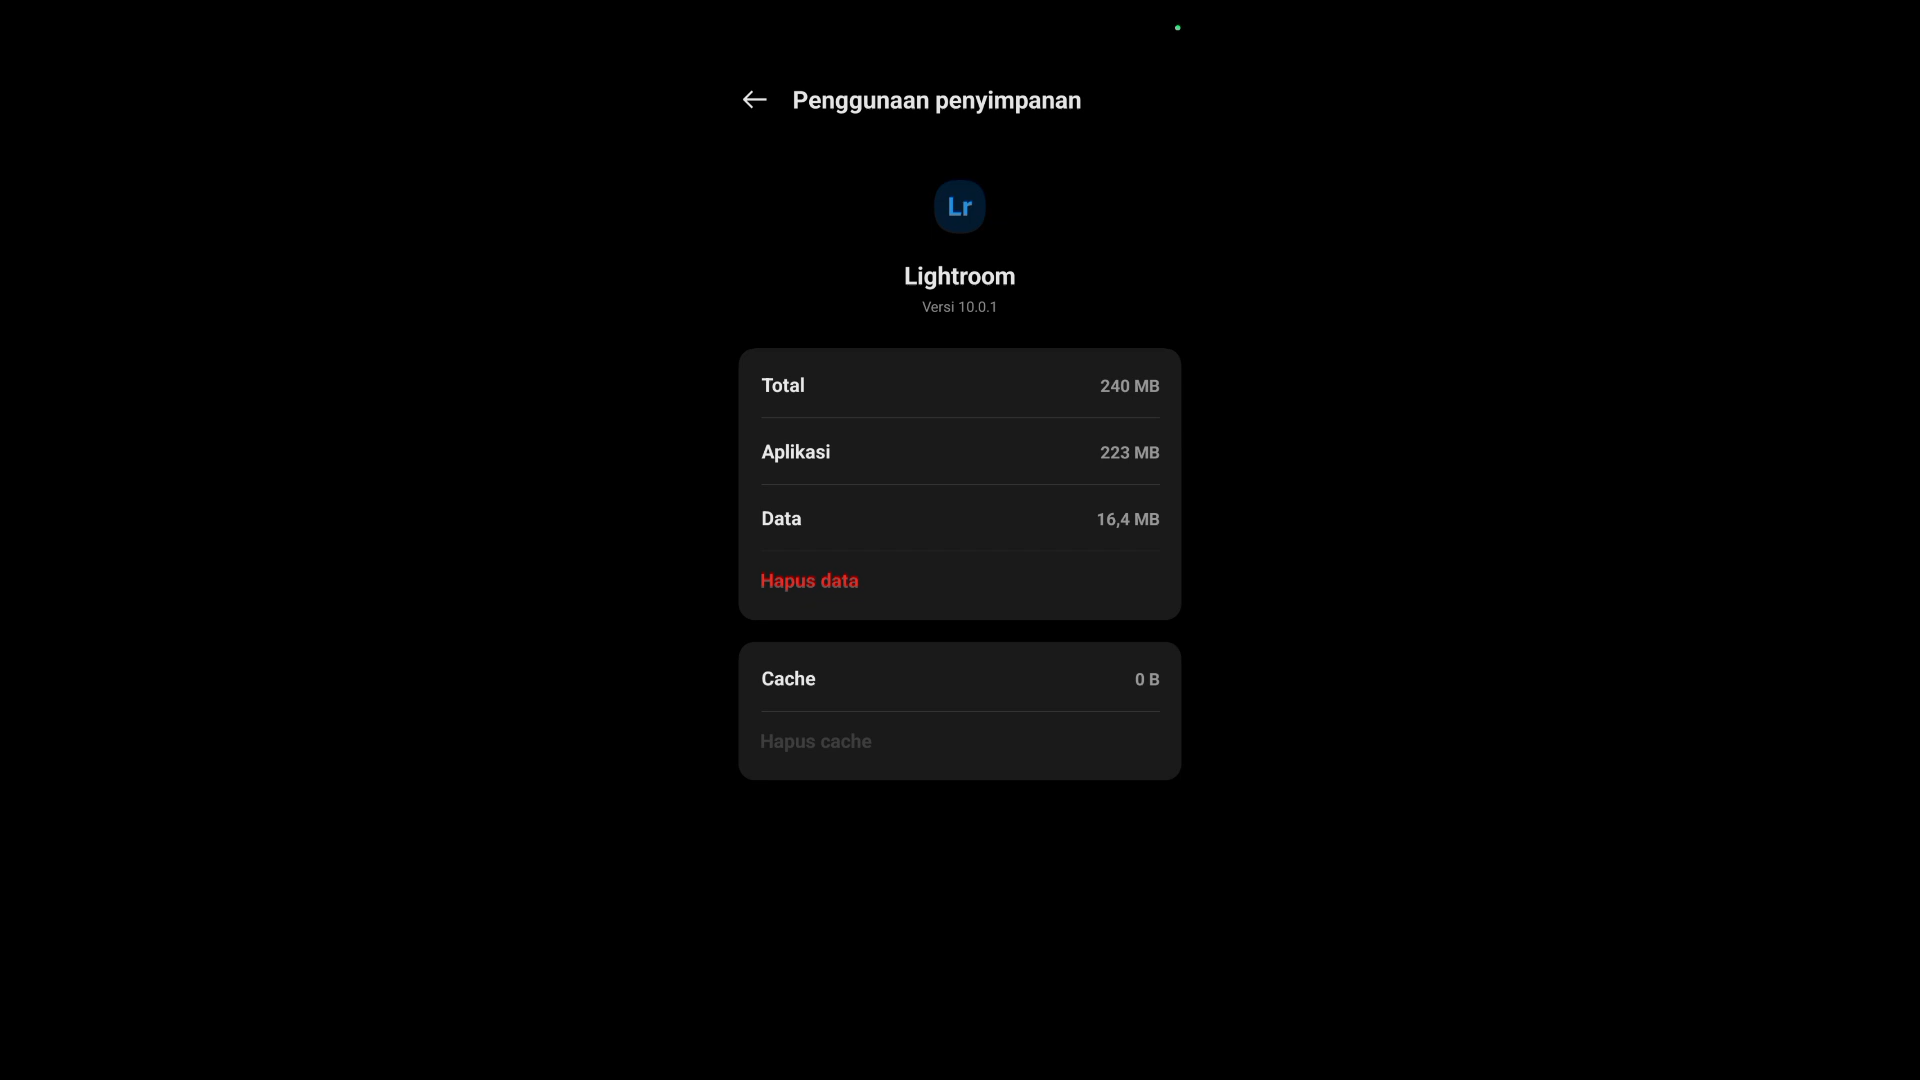 Penggunaan penyimpanan
Lr
Lightroom
Versi 10.0.1
Total 240 MB
Aplikasi 223 MB
Data 16,4 MB
Hapus data
Cache 0 B
Hapus cache